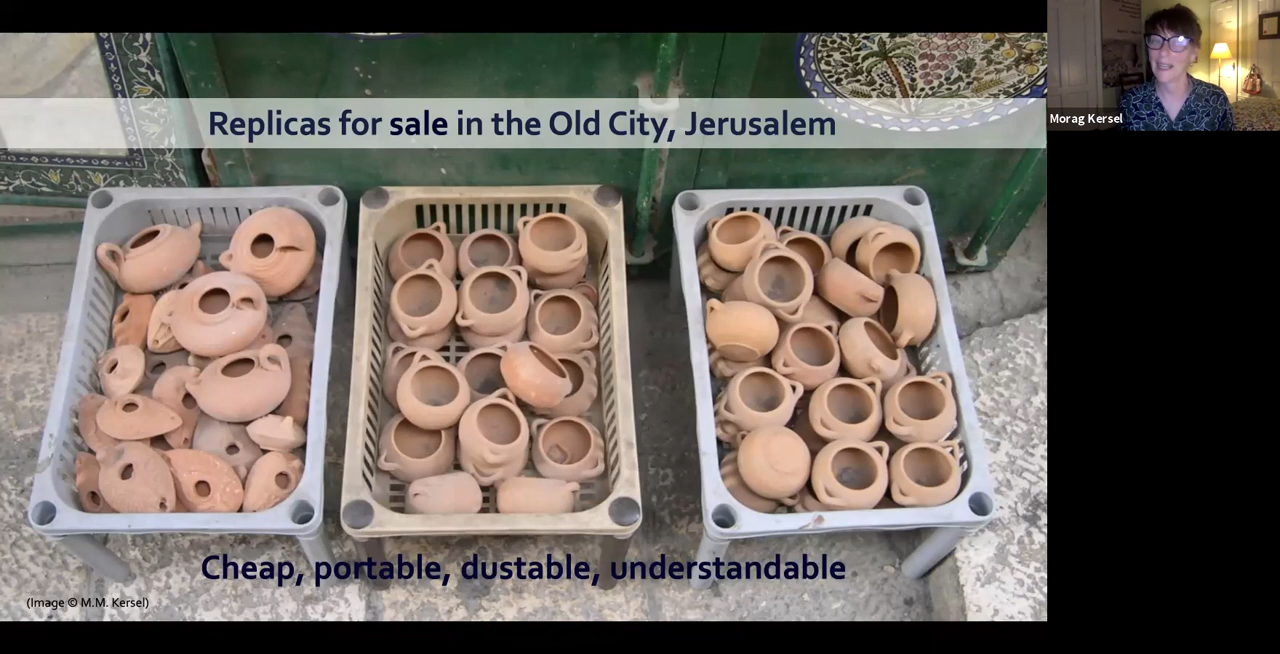 Replicas for sale in the Old City, Jerusalem
Morag Kersel
Cheap, portable, dustable, understandable
(Image © M.M. Kersel)